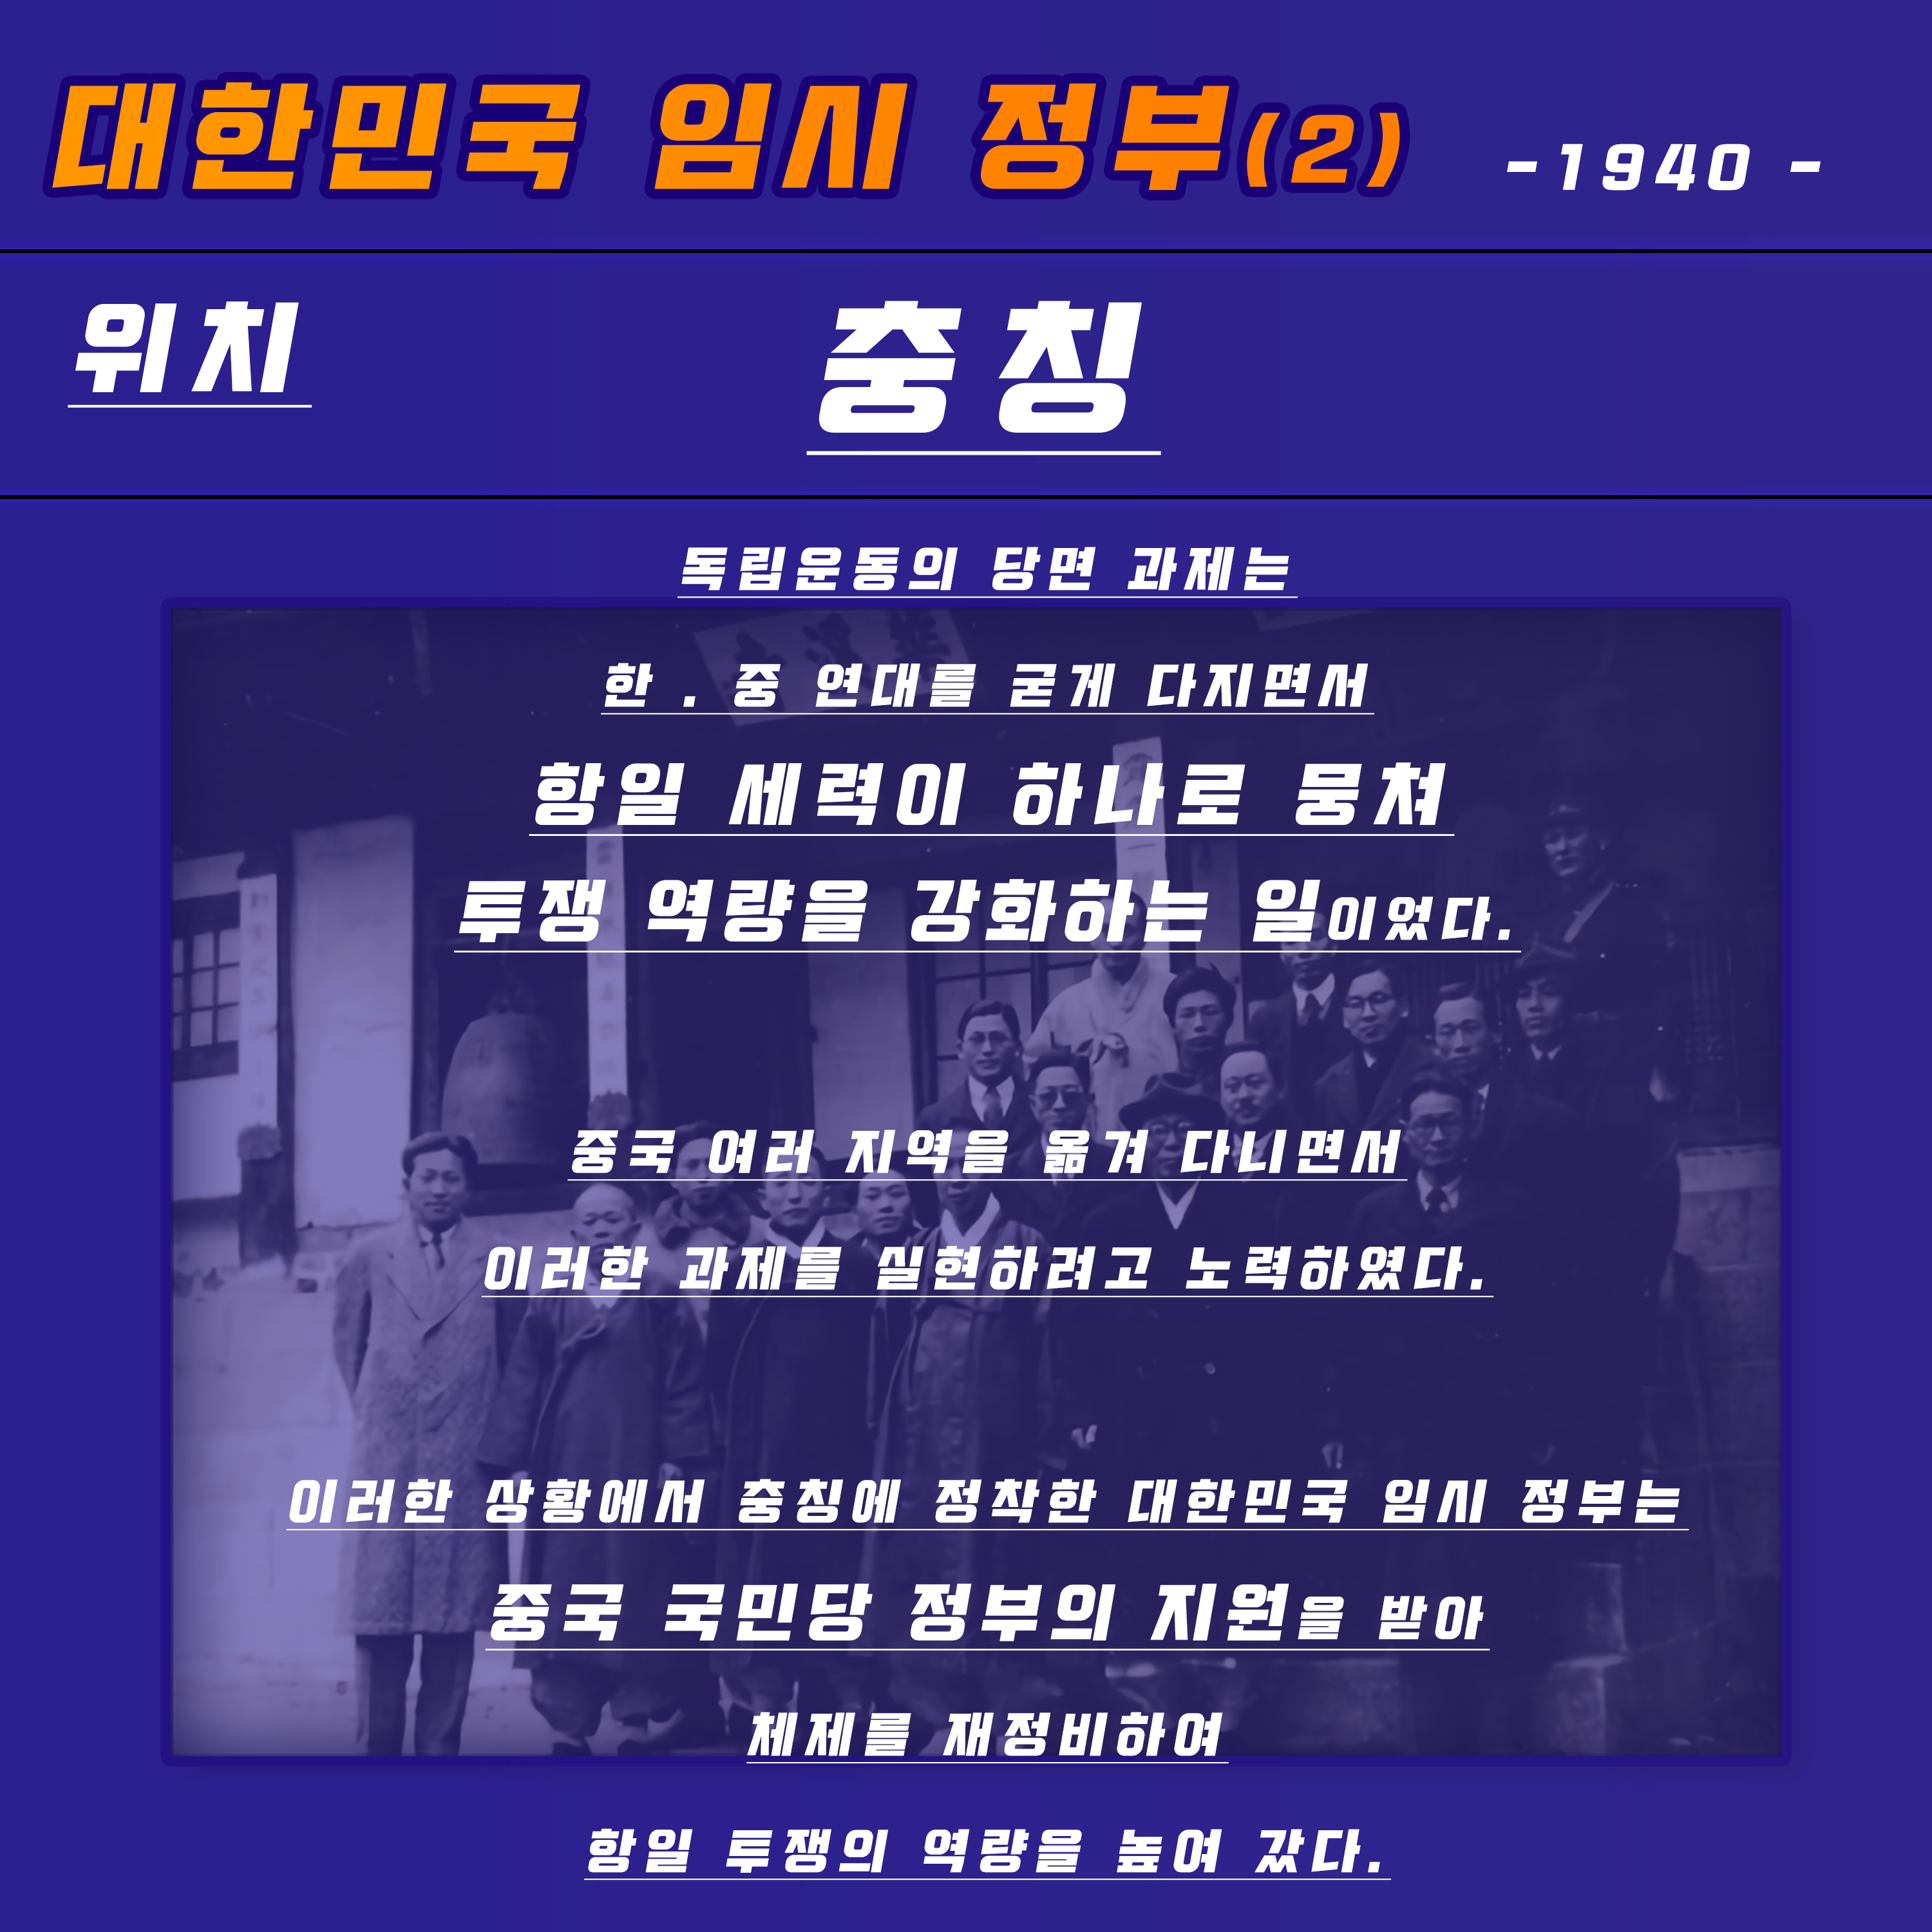 대한민국 임시 정부(2) -1940 -
위치
충칭
독립운동의 당면 과제는
한 . 중 연대를 굳게 다지면서
항일 세력이 하나로 뭉쳐
투쟁 역량을 강화하는 일이었다.
중국 여러 지역을 옮겨 다니면서
이러한 과제를 실현하려고 노력하였다.
이러한 상황에서 충칭에 정착한 대한민국 임시 정부는
중국 국민당 정부의 지원을 받아
체제를 재정비하여
항일 투쟁의 역량을 높여 갔다.